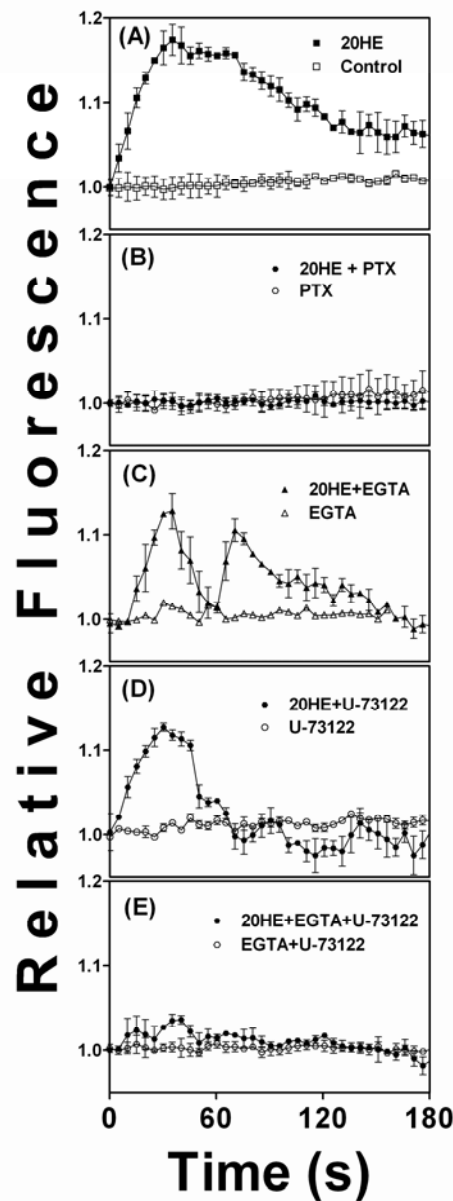 Relative Fluorescence
(A)
20HE
Control
1.2
1.1
1.0
(B)
20HE + PTX
PTX
1.2
1.1
1.0
(C)
20HE+EGTA
EGTA
1.2
1.1
1.0
(D)
20HE+U-73122
U-73122
1.2
1.1
1.0
(E)
20HE+EGTA+U-73122
EGTA+U-73122
1.2
1.1
1.0
0 60 120 180
Time (s)